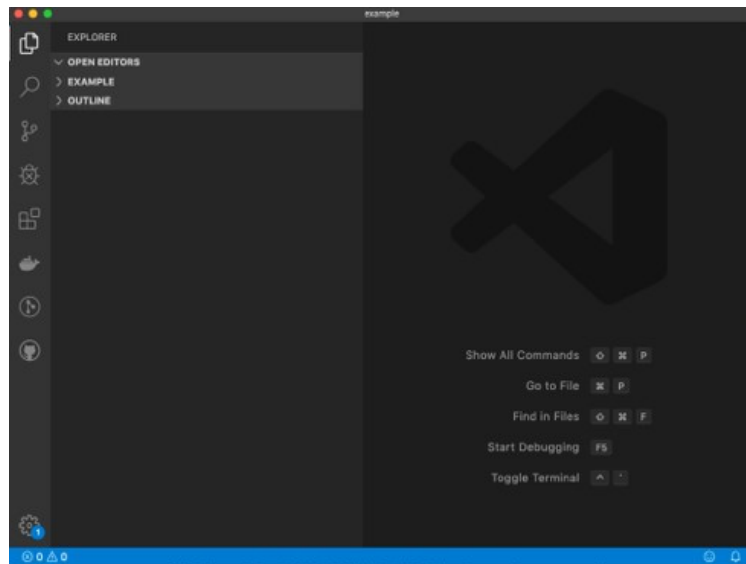 example
EXPLORER
OPEN EDITORS
EXAMPLE
OUTLINE
Show All Commands ⇧ ⌘ P
Go to File ⌘ P
Find in Files ⇧ ⌘ F
Start Debugging F5
Toggle Terminal ^ `
1
0 0